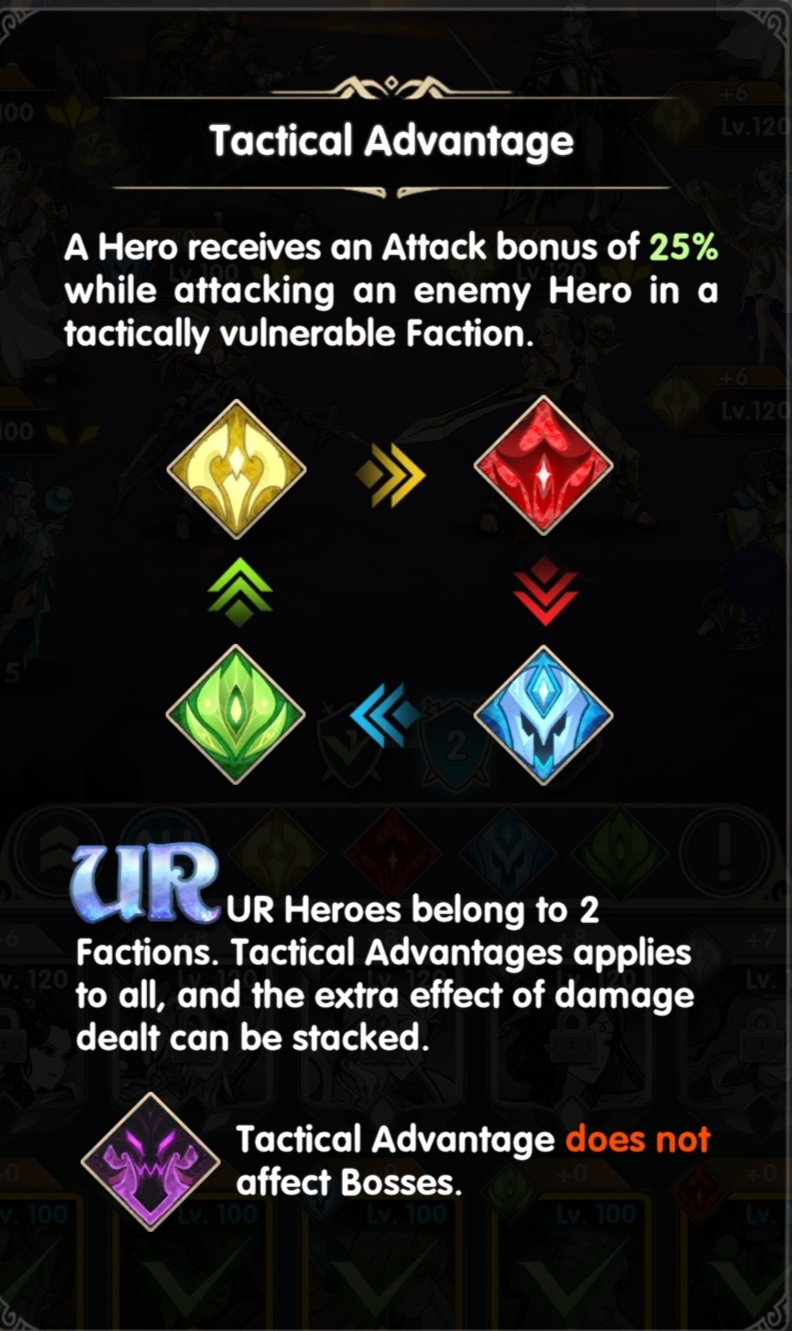 Tactical Advantage
A Hero receives an Attack bonus of 25%
while attacking an enemy Hero in a
tactically vulnerable Faction.
UR UR Heroes belong to 2
Factions. Tactical Advantages applies
to all, and the extra effect of damage
dealt can be stacked.
Tactical Advantage does not
affect Bosses.